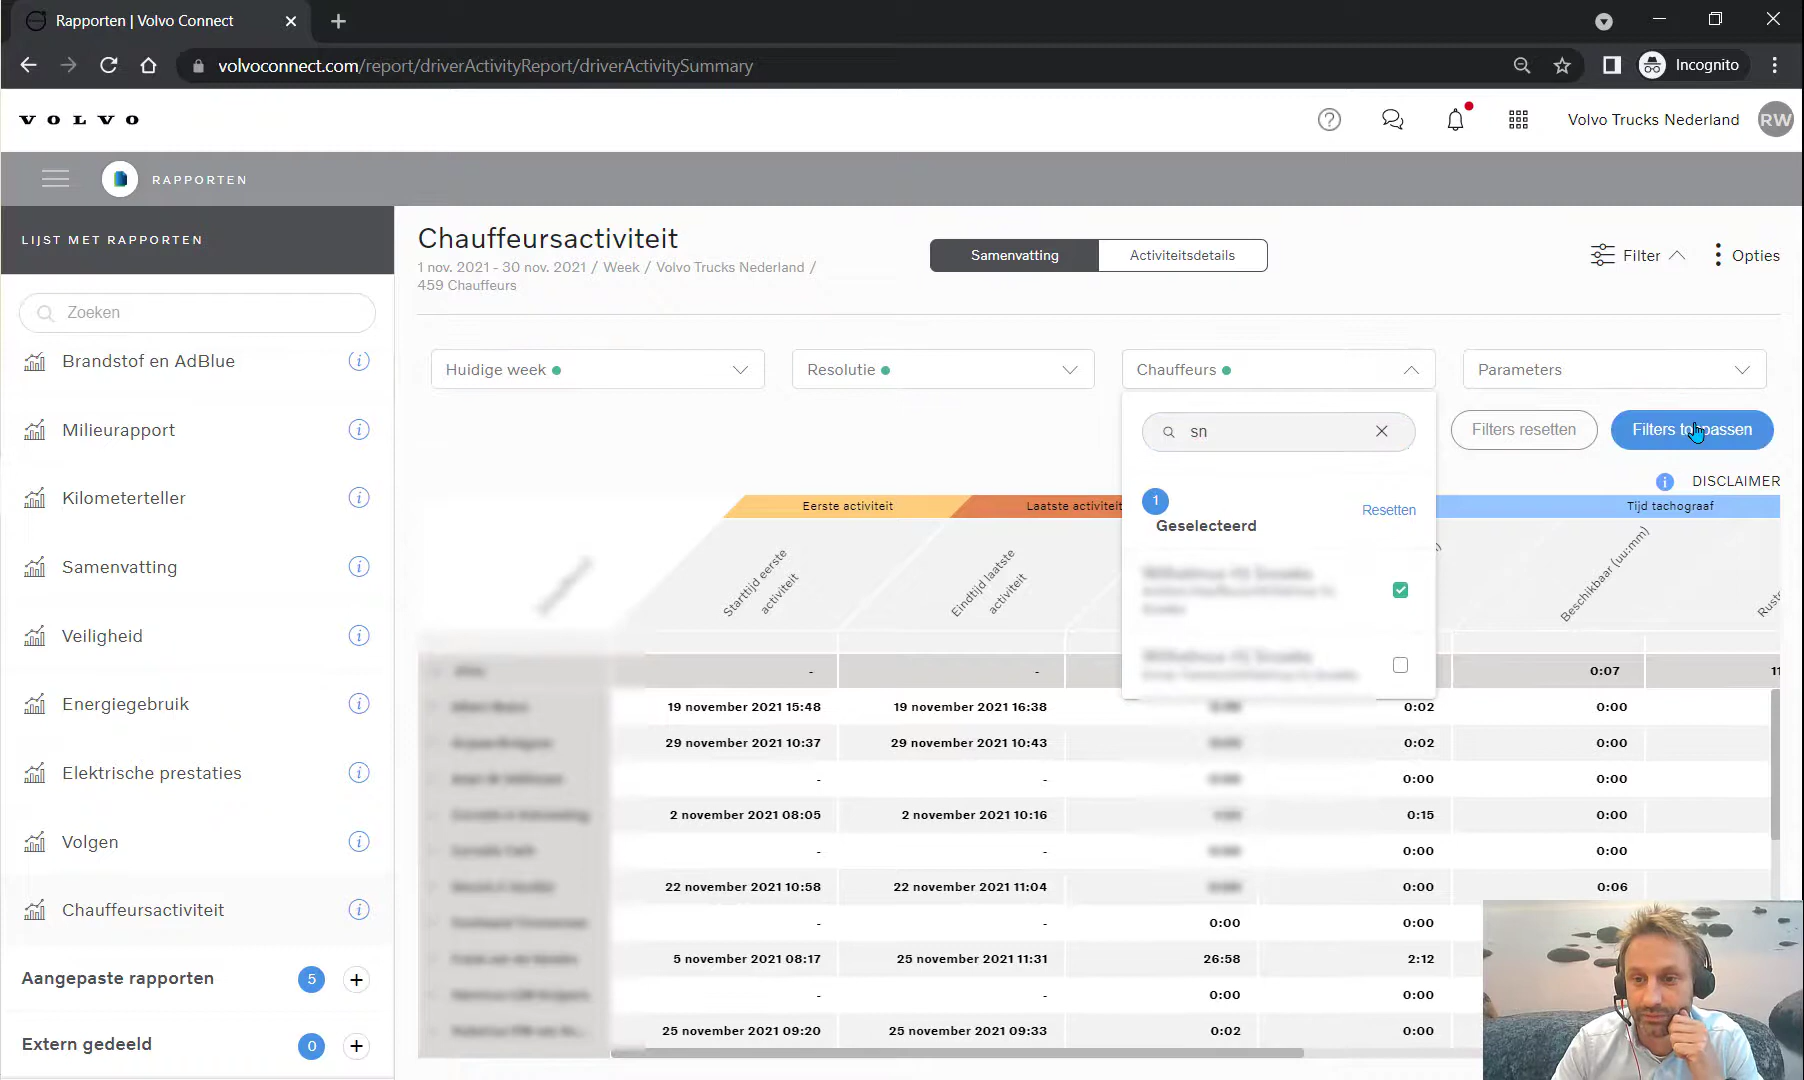 Rapporten | Volvo Connect
volvoconnect.com/report/driverActivityReport/driverActivitySummary
Incognito
VOLVO
Volvo Trucks Nederland
RW
RAPPORTEN
LIJST MET RAPPORTEN
Zoeken
Brandstof en AdBlue
Milieurapport
Kilometerteller
Samenvatting
Veiligheid
Energiegebruik
Elektrische prestaties
Volgen
Chauffeursactiviteit
Aangepaste rapporten 5 +
Extern gedeeld 0 +
Chauffeursactiviteit
1 nov. 2021 - 30 nov. 2021 / Week / Volvo Trucks Nederland /
459 Chauffeurs
Samenvatting
Activiteitsdetails
Filter
Opties
Huidige week
Resolutie
Chauffeurs
Parameters
sn
Filters resetten
Filters toepassen
1
Geselecteerd
Resetten
DISCLAIMER
Eerste activiteit
Laatste activiteit
Tijd tachograaf
Starttijd eerste
activiteit
Eindtijd laatste
activiteit
Beschikbaar (uu:mm)
- - 0:07 11
19 november 2021 15:48 19 november 2021 16:38 0:02 0:00
29 november 2021 10:37 29 november 2021 10:43 0:02 0:00
- - 0:00 0:00
2 november 2021 08:05 2 november 2021 10:16 0:15 0:00
- - 0:00 0:00
22 november 2021 10:58 22 november 2021 11:04 0:00 0:06
- - 0:00 0:00
5 november 2021 08:17 25 november 2021 11:31 26:58 2:12
- - 0:00 0:00
25 november 2021 09:20 25 november 2021 09:33 0:02 0:00